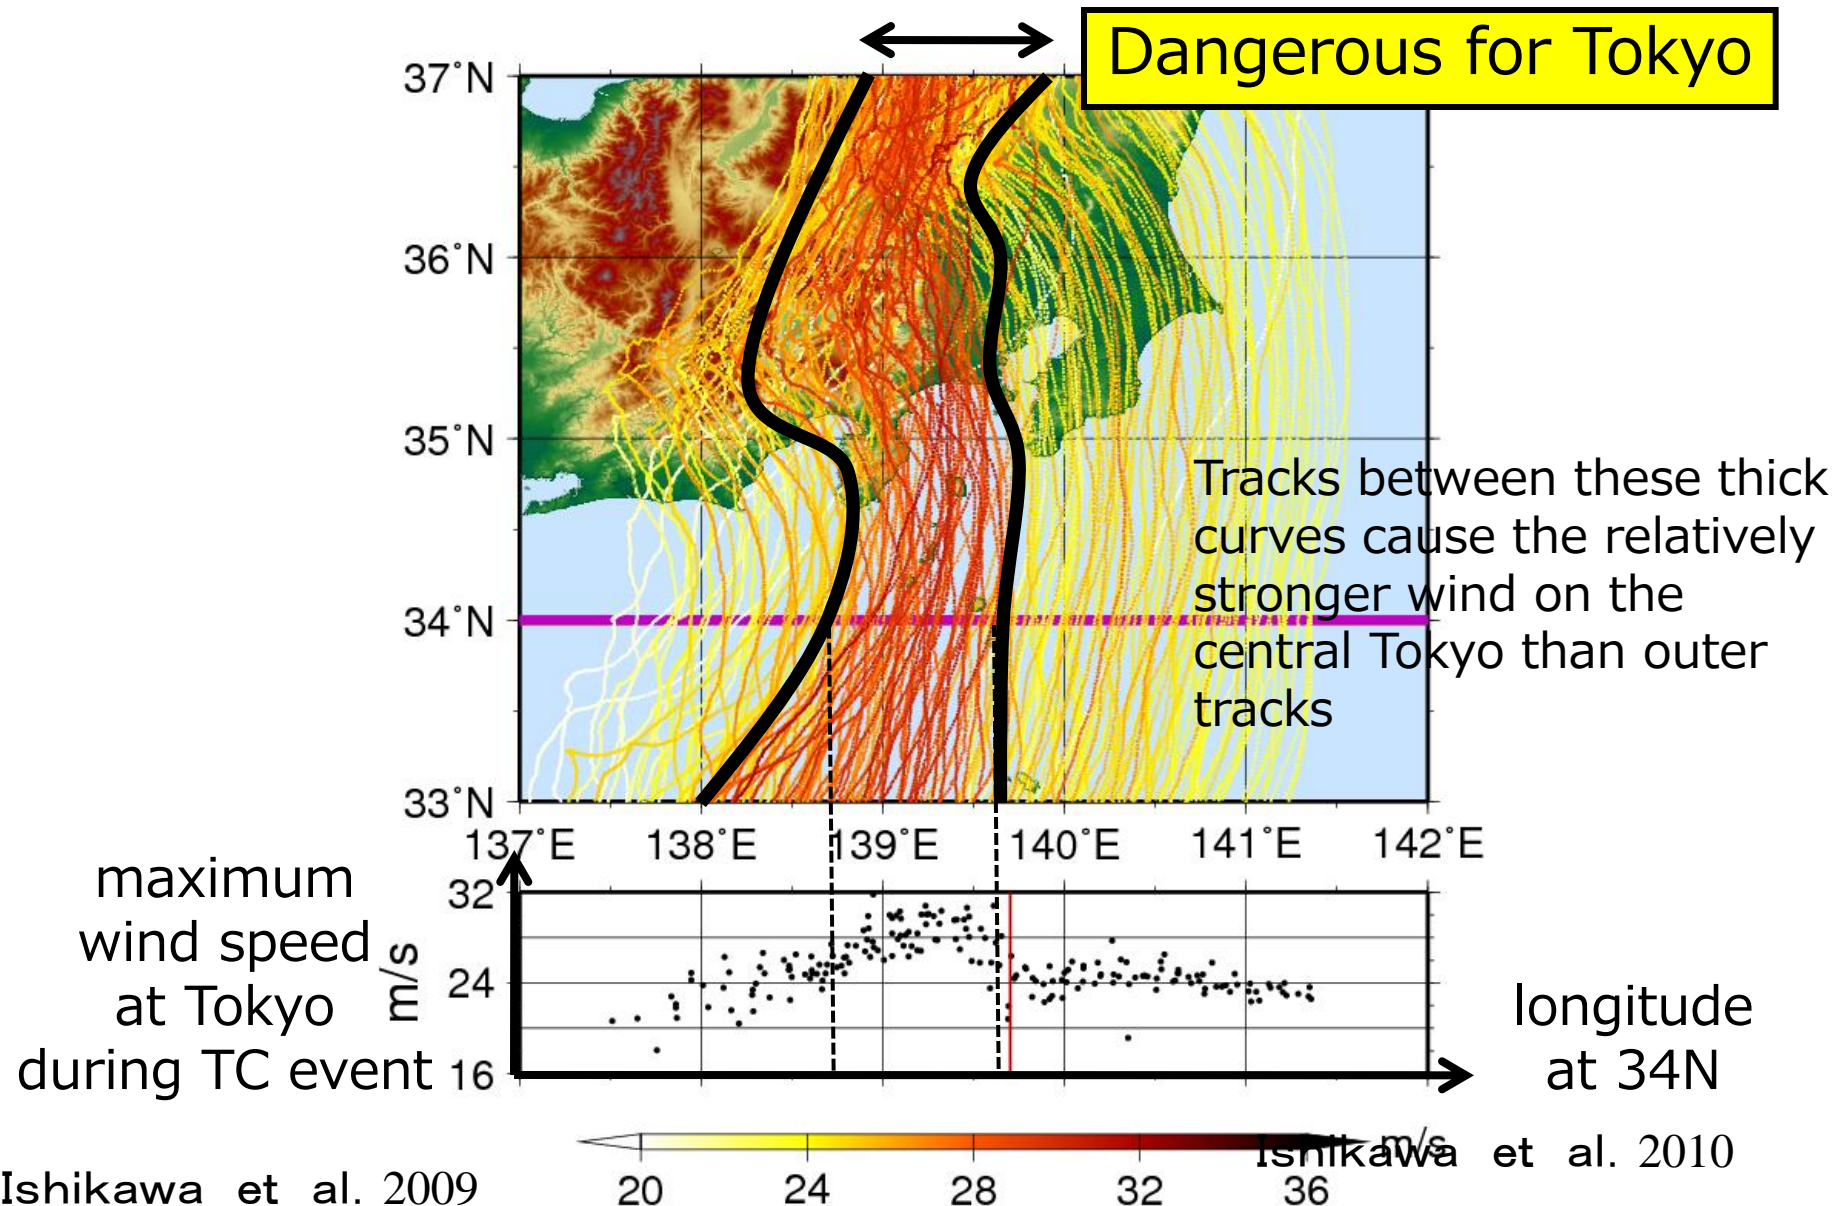 Dangerous for Tokyo
37°N
36°N
35°N
34°N
33°N
Tracks between these thick
curves cause the relatively
stronger wind on the
central Tokyo than outer
tracks
137°E 138°E 139°E 140°E 141°E 142°E
maximum
wind speed
at Tokyo
during TC event
m/s
32
24
16
longitude
at 34N
m/s
20 24 28 32 36
Ishikawa et al. 2010
Ishikawa et al. 2009